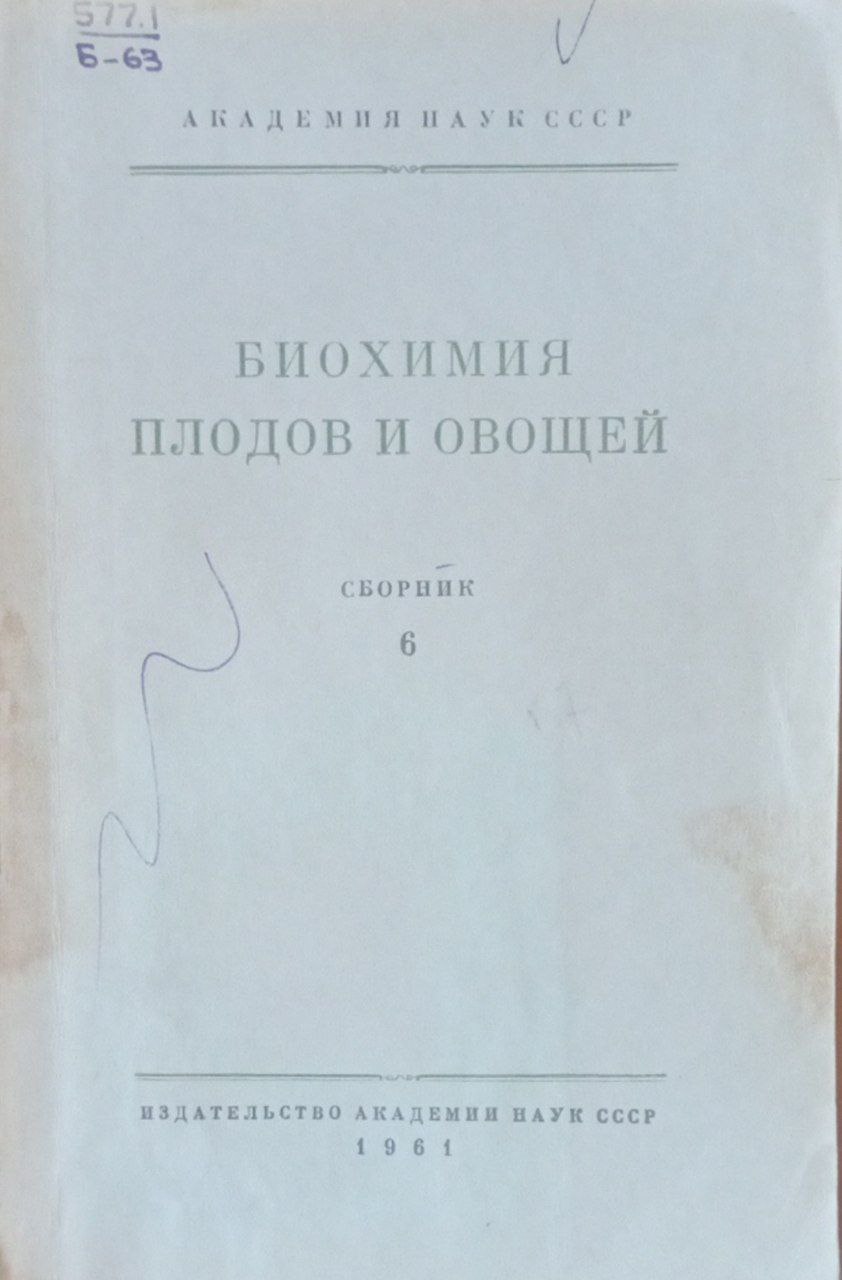 577.1
Б-63
АКАДЕМИЯ НАУК СССР
БИОХИМИЯ
ПЛОДОВ И ОВОЩЕЙ
СБОРНИК
6
ИЗДАТЕЛЬСТВО АКАДЕМИИ НАУК СССР
1961